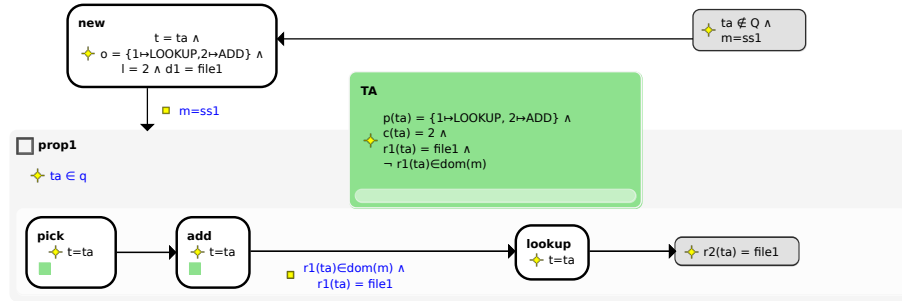 new
t = ta ∧
o = {1↦LOOKUP,2↦ADD} ∧
l = 2 ∧ d1 = file1
ta ∉ Q ∧
m=ss1
m=ss1
TA
p(ta) = {1↦LOOKUP, 2↦ADD} ∧
c(ta) = 2 ∧
r1(ta) = file1 ∧
¬ r1(ta)∈dom(m)
prop1
ta ∈ q
pick
t=ta
add
t=ta
r1(ta)∈dom(m) ∧
r1(ta) = file1
lookup
t=ta
r2(ta) = file1